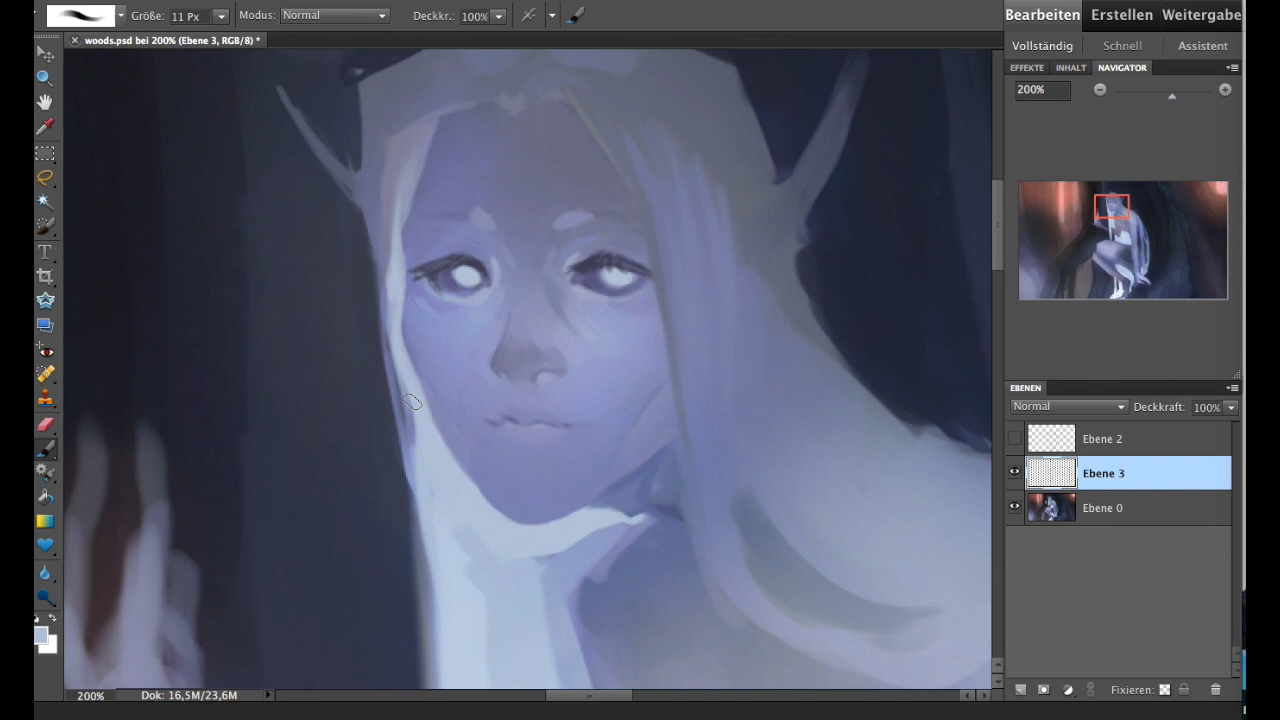 Größe: 11 Px Modus: Normal Deckkr.: 100%
Bearbeiten Erstellen Weitergabe
woods.psd bei 200% (Ebene 3, RGB/8) *
Vollständig Schnell Assistent
EFFEKTE INHALT NAVIGATOR
200%
EBENEN
Normal Deckkraft: 100%
Ebene 2
Ebene 3
Ebene 0
200% Dok: 16,5M/23,6M
Fixieren: